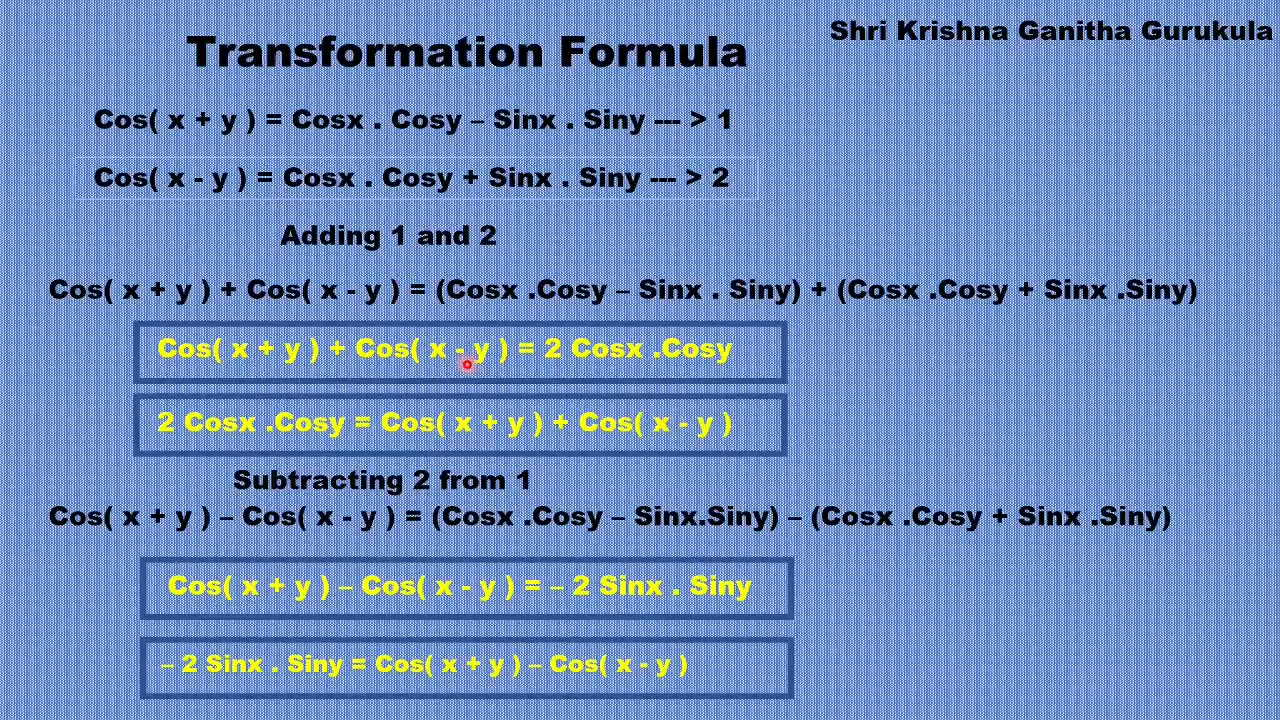 Shri Krishna Ganitha Gurukula
Transformation Formula
Cos( x + y ) = Cosx . Cosy – Sinx . Siny --- > 1
Cos( x - y ) = Cosx . Cosy + Sinx . Siny --- > 2
Adding 1 and 2
Cos( x + y ) + Cos( x - y ) = (Cosx .Cosy – Sinx . Siny) + (Cosx .Cosy + Sinx .Siny)
Cos( x + y ) + Cos( x - y ) = 2 Cosx .Cosy
2 Cosx .Cosy = Cos( x + y ) + Cos( x - y )
Subtracting 2 from 1
Cos( x + y ) – Cos( x - y ) = (Cosx .Cosy – Sinx.Siny) – (Cosx .Cosy + Sinx .Siny)
Cos( x + y ) – Cos( x - y ) = – 2 Sinx . Siny
– 2 Sinx . Siny = Cos( x + y ) – Cos( x - y )